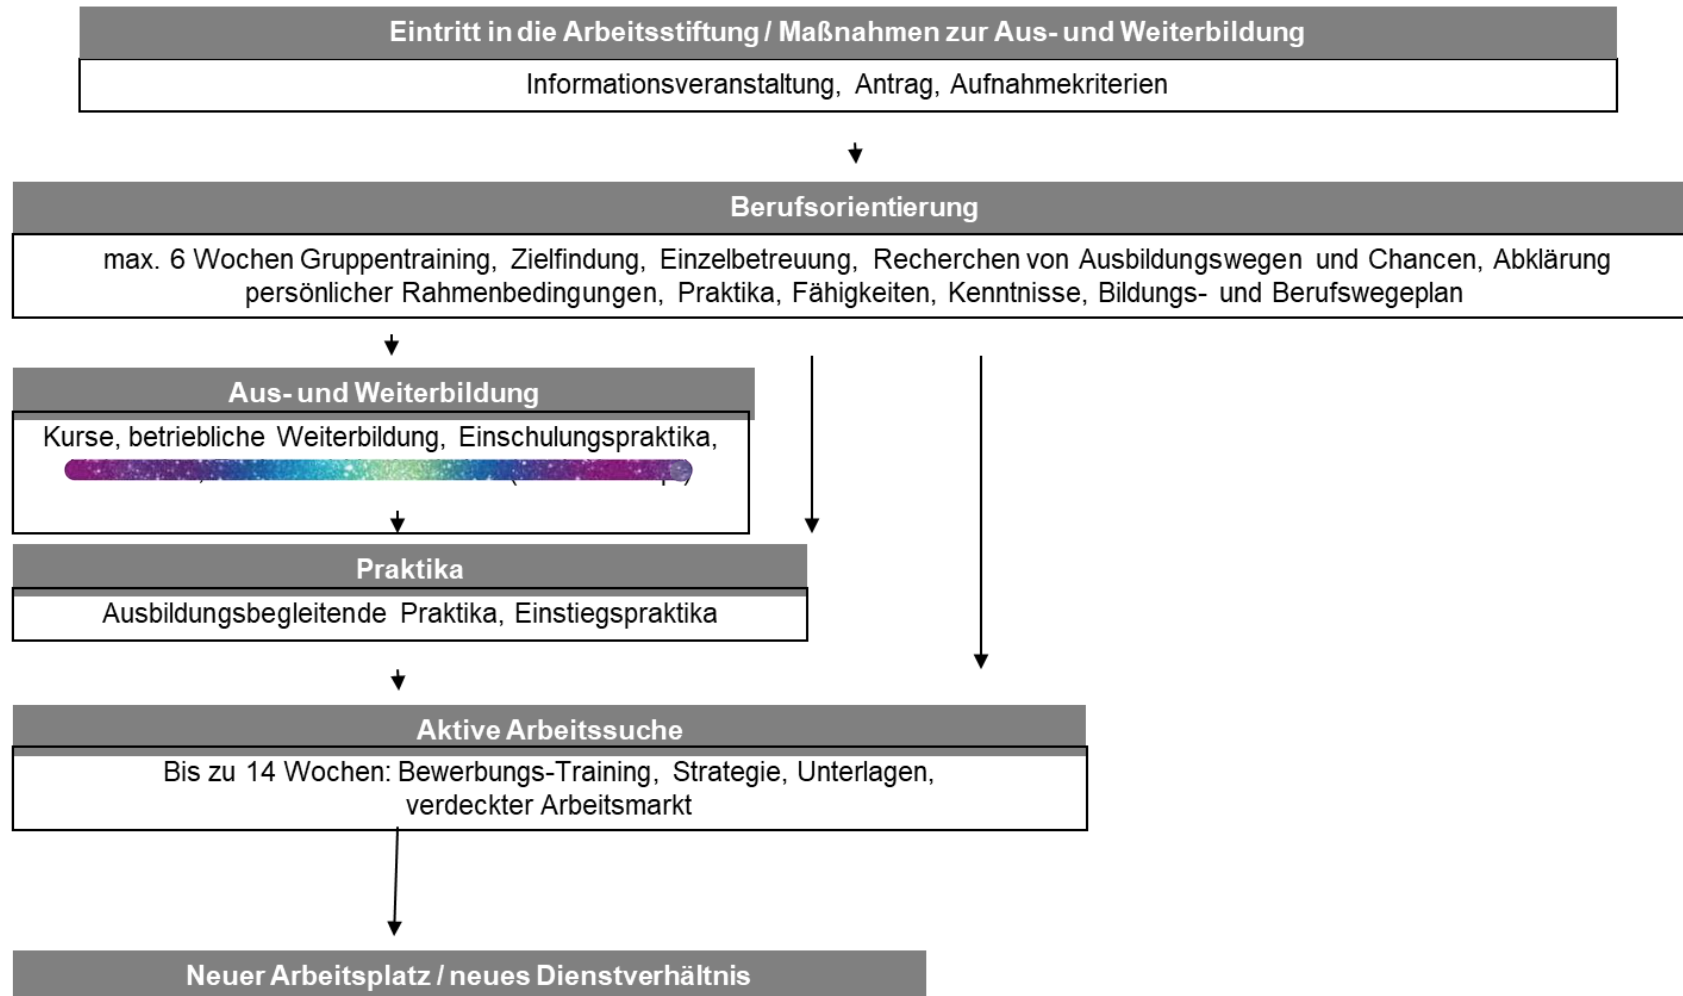 Eintritt in die Arbeitsstiftung / Maßnahmen zur Aus- und Weiterbildung
Informationsveranstaltung, Antrag, Aufnahmekriterien
Berufsorientierung
max. 6 Wochen Gruppentraining, Zielfindung, Einzelbetreuung, Recherchen von Ausbildungswegen und Chancen, Abklärung
persönlicher Rahmenbedingungen, Praktika, Fähigkeiten, Kenntnisse, Bildungs- und Berufswegeplan
Aus- und Weiterbildung
Kurse, betriebliche Weiterbildung, Einschulungspraktika,
Praktika
Ausbildungsbegleitende Praktika, Einstiegspraktika
Aktive Arbeitssuche
Bis zu 14 Wochen: Bewerbungs-Training, Strategie, Unterlagen,
verdeckter Arbeitsmarkt
Neuer Arbeitsplatz / neues Dienstverhältnis